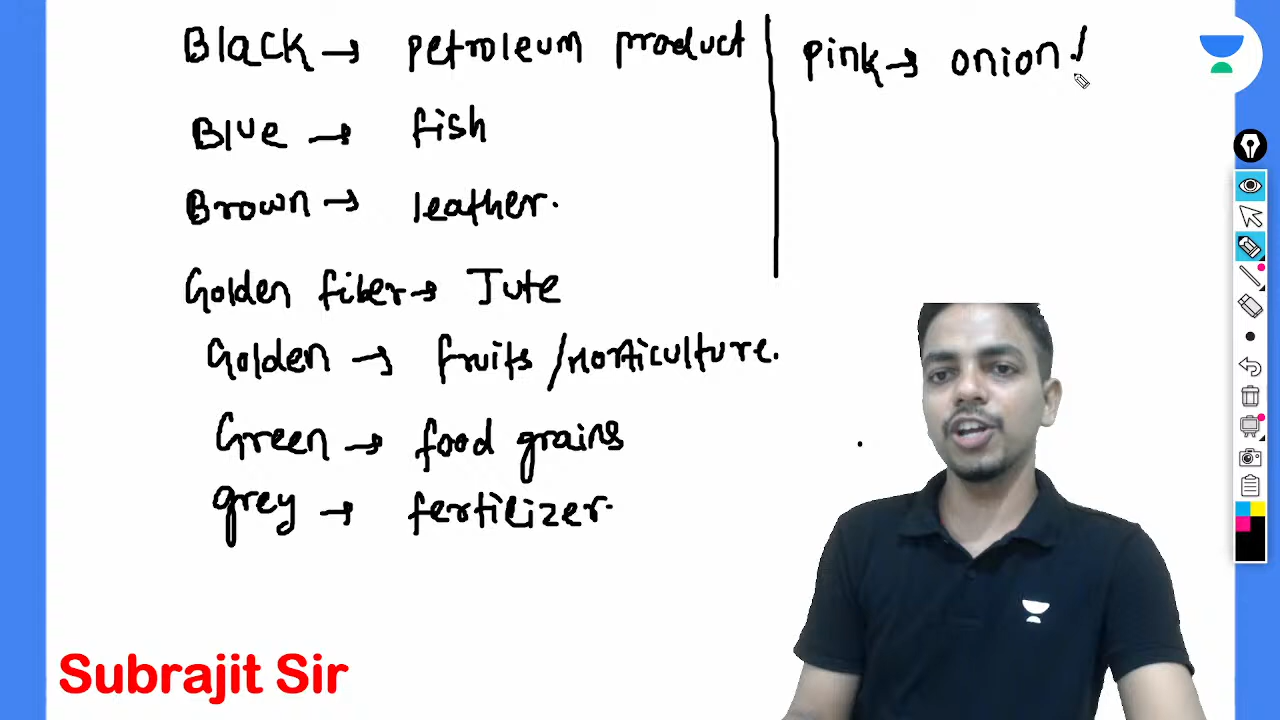 Black → petroleum product
Blue → fish
Brown → leather.
Golden fiber → Jute
Golden → fruits / Horticulture.
Green → food grains
grey → fertilizer.
Pink → onion /
Subrajit Sir